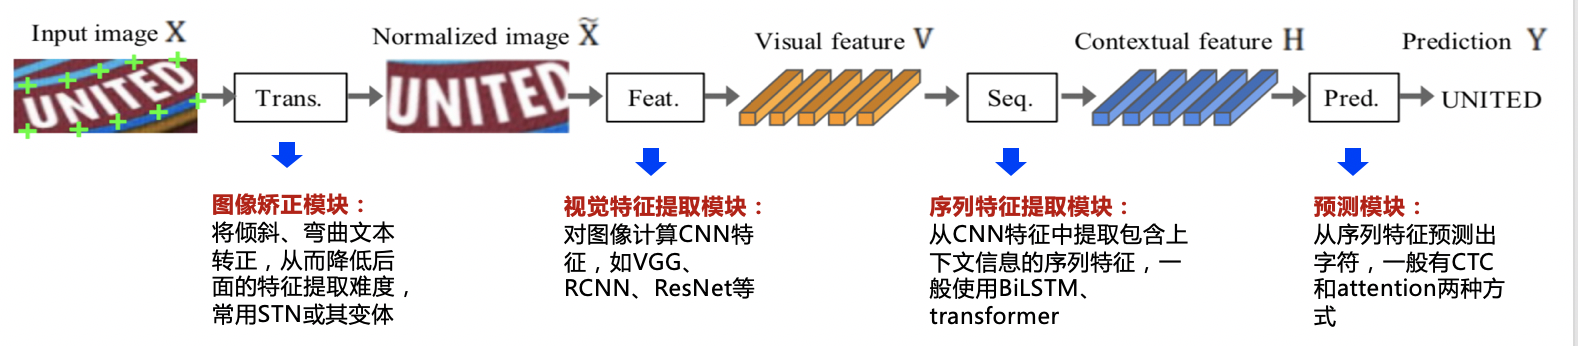 Input image X
Normalized image X̃
Visual feature V
Contextual feature H
Prediction Y
UNITED
Trans.
UNITED
Feat.
Seq.
Pred.
UNITED
图像矫正模块：
将倾斜、弯曲文本
转正，从而降低后
面的特征提取难度，
常用STN或其变体
视觉特征提取模块：
对图像计算CNN特
征，如VGG、
RCNN、ResNet等
序列特征提取模块：
从CNN特征中提取包含上
下文信息的序列特征，一
般使用BiLSTM、
transformer
预测模块：
从序列特征预测出
字符，一般有CTC
和attention两种方
式